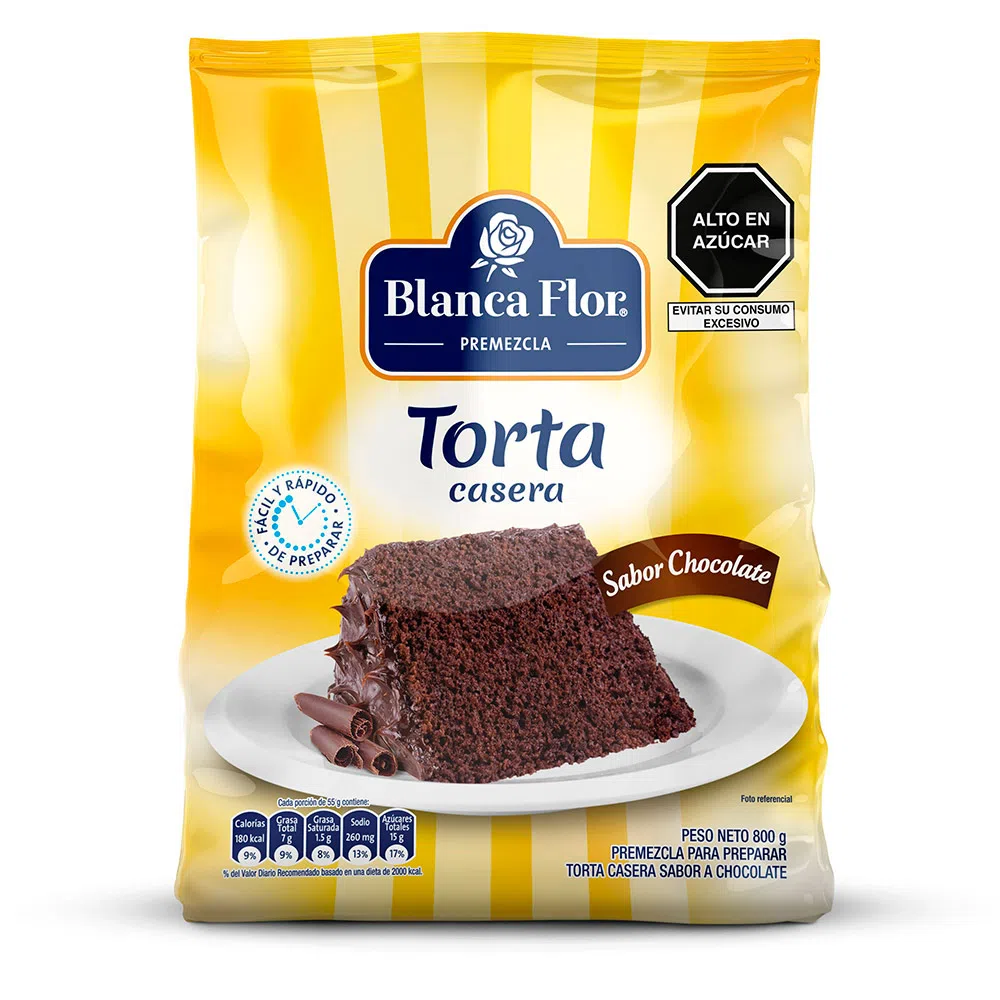 ALTO EN
AZÚCAR
EVITAR SU CONSUMO
EXCESIVO
Blanca Flor®
PREMEZCLA
Torta
casera
FÁCIL Y RÁPIDO
• DE PREPARAR •
Sabor Chocolate
Foto referencial
Cada porción de 55 g contiene:
Calorías Grasa Total Grasa Saturada Sodio Azúcares Totales
180 kcal 7 g 1.5 g 260 mg 15 g
9% 9% 8% 13% 17%
% del Valor Diario Recomendado basado en una dieta de 2000 kcal.
PESO NETO 800 g
PREMEZCLA PARA PREPARAR
TORTA CASERA SABOR A CHOCOLATE